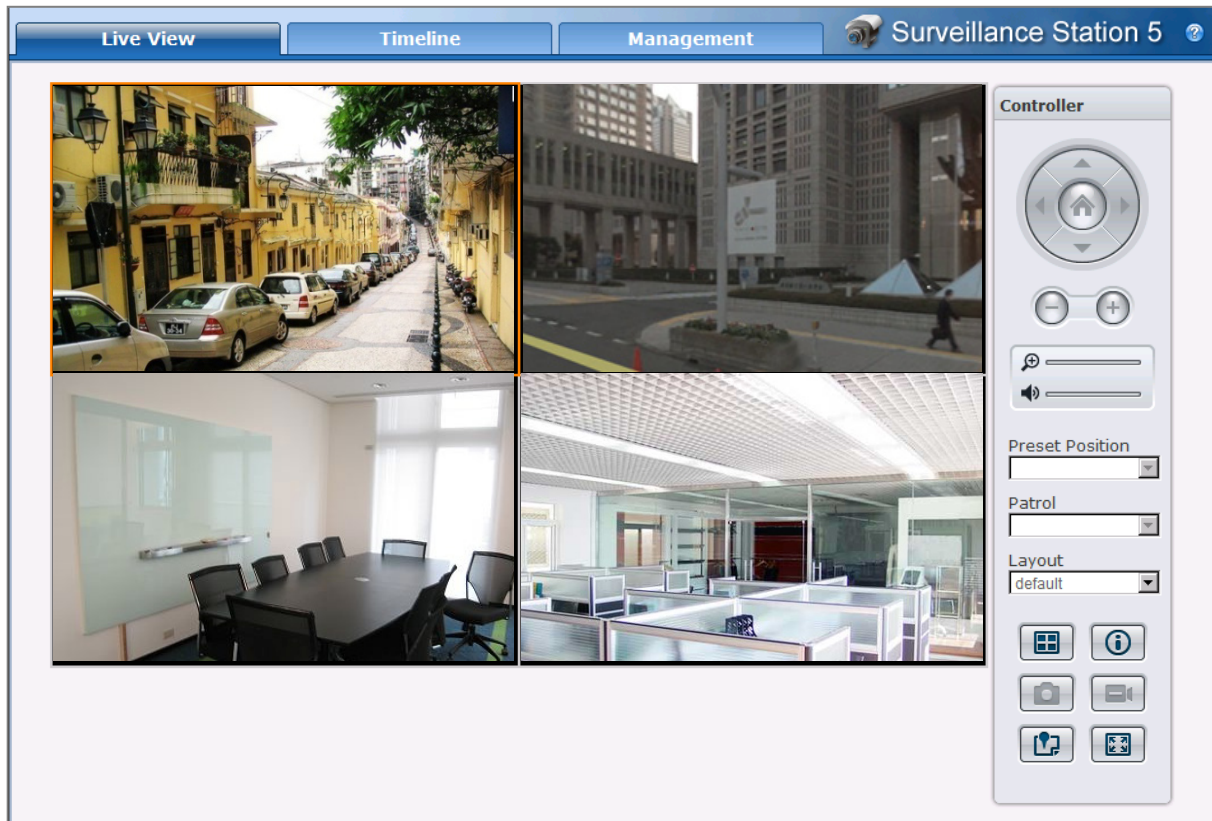 Live View
Timeline
Management
Surveillance Station 5
Controller
Preset Position
Patrol
Layout
default